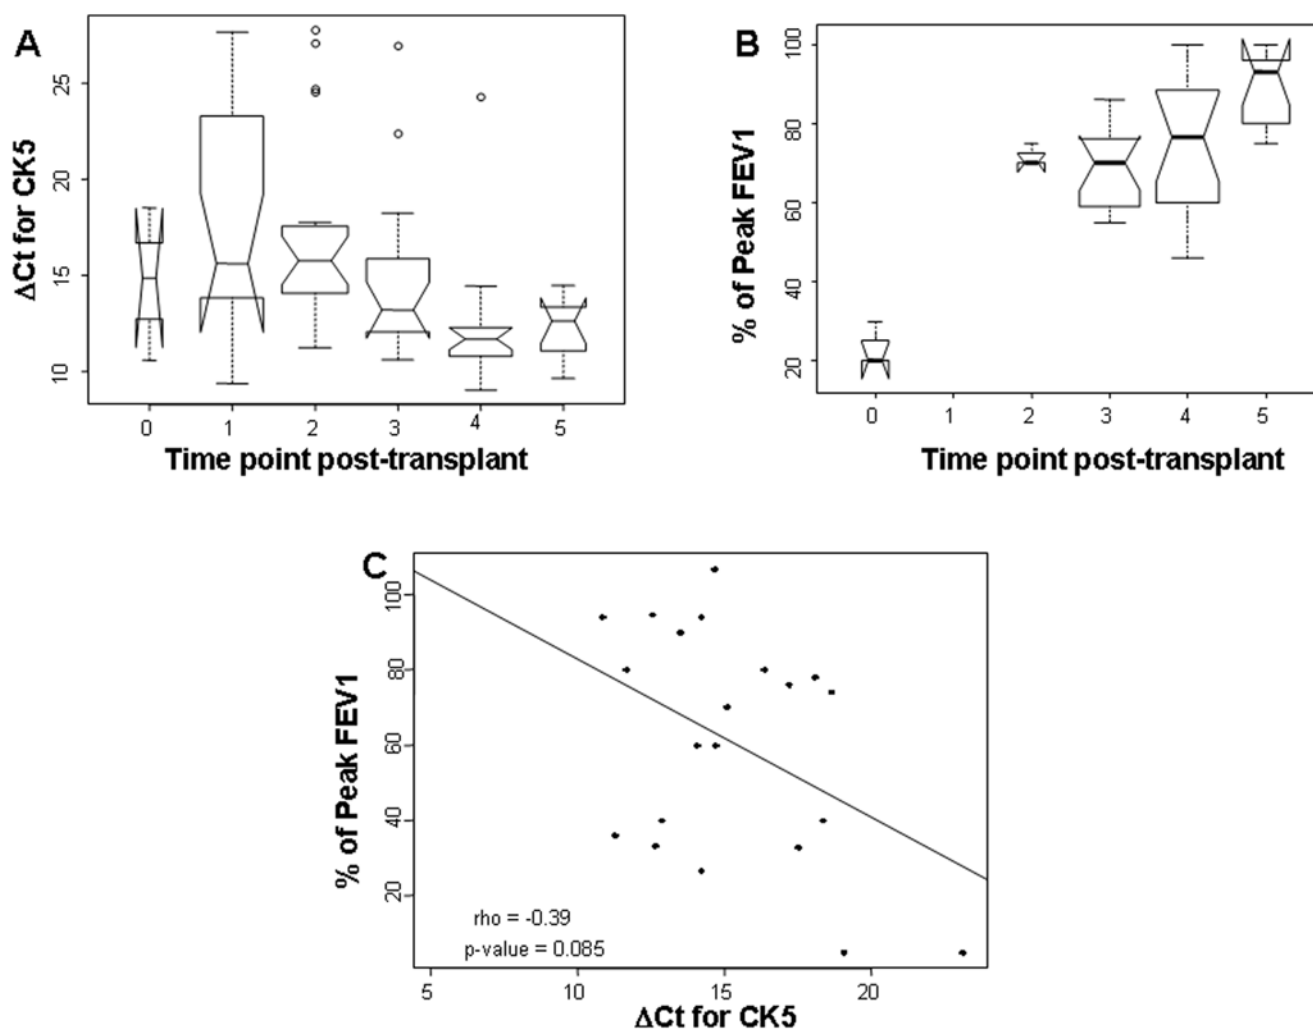 A
ΔCt for CK5
25
20
15
10
0 1 2 3 4 5
Time point post-transplant
B
% of Peak FEV1
100
80
60
40
20
0 1 2 3 4 5
Time point post-transplant
C
% of Peak FEV1
100
80
60
40
20
rho = -0.39
p-value = 0.085
5 10 15 20
ΔCt for CK5